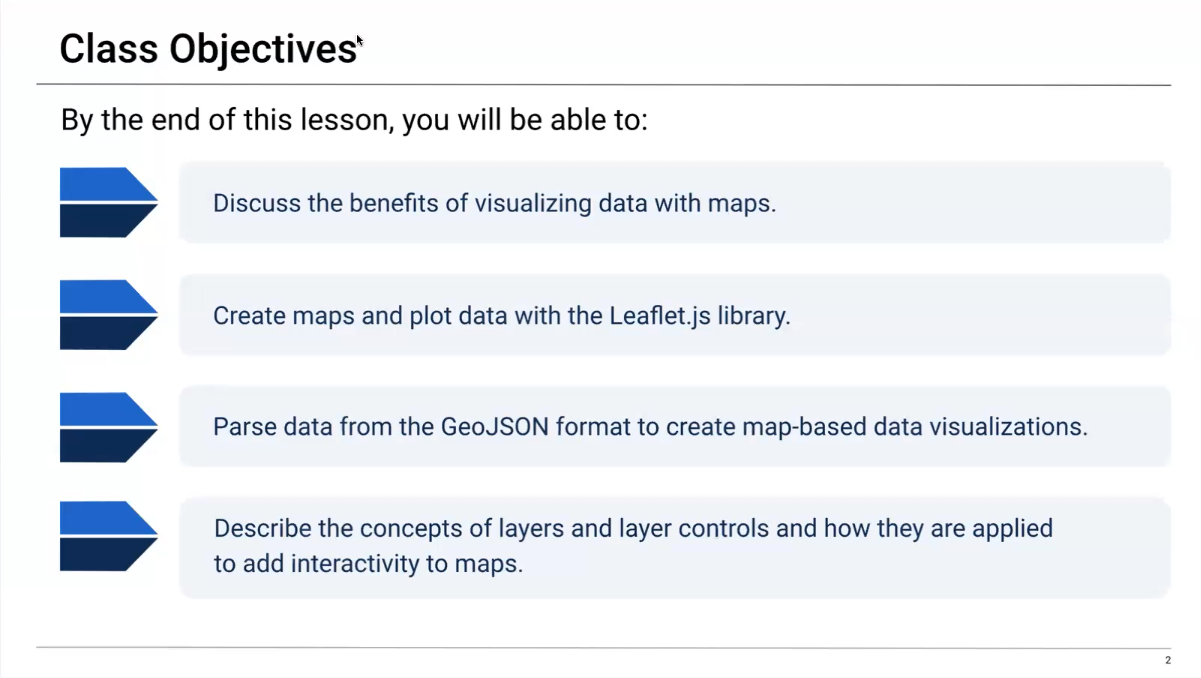 Class Objectives
By the end of this lesson, you will be able to:
Discuss the benefits of visualizing data with maps.
Create maps and plot data with the Leaflet.js library.
Parse data from the GeoJSON format to create map-based data visualizations.
Describe the concepts of layers and layer controls and how they are applied
to add interactivity to maps.
2